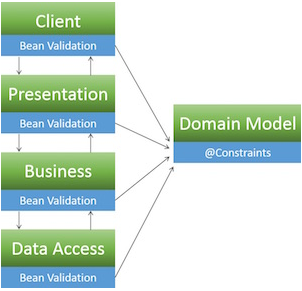 Client
Bean Validation
Presentation
Bean Validation
Business
Bean Validation
Data Access
Bean Validation
Domain Model
@Constraints